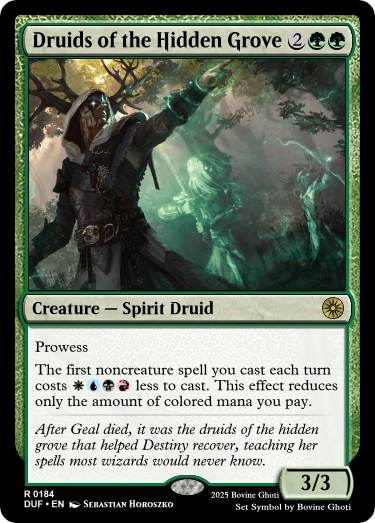 Druids of the Hidden Grove 2
Creature — Spirit Druid
Prowess
The first noncreature spell you cast each turn
costs less to cast. This effect reduces
only the amount of colored mana you pay.
After Geal died, it was the druids of the hidden
grove that helped Destiny recover, teaching her
spells most wizards would never know.
3/3
R 0184
DUF • EN Sebastian Horoszko
2025 Bovine Ghoti
Set Symbol by Bovine Ghoti